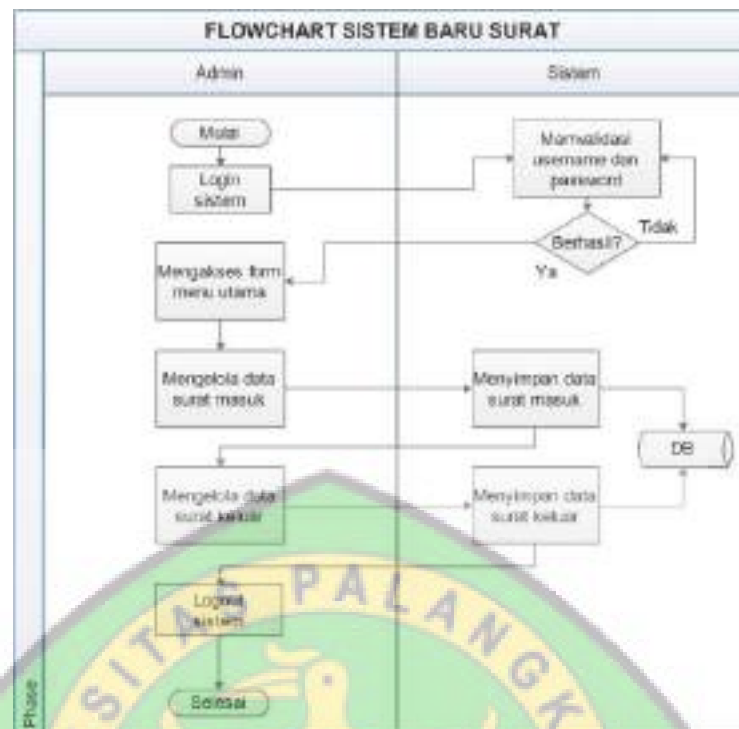 FLOWCHART SISTEM BARU SURAT
Admin
Sistem
Mulai
Login
sistem
Memvalidasi
username dan
password
Berhasil?
Tidak
Ya
Mengakses form
menu utama
Mengelola data
surat masuk
Menyimpan data
surat masuk
DB
Mengelola data
surat keluar
Menyimpan data
surat keluar
Logout
sistem
Selesai
Phase
SITAS PALANGK